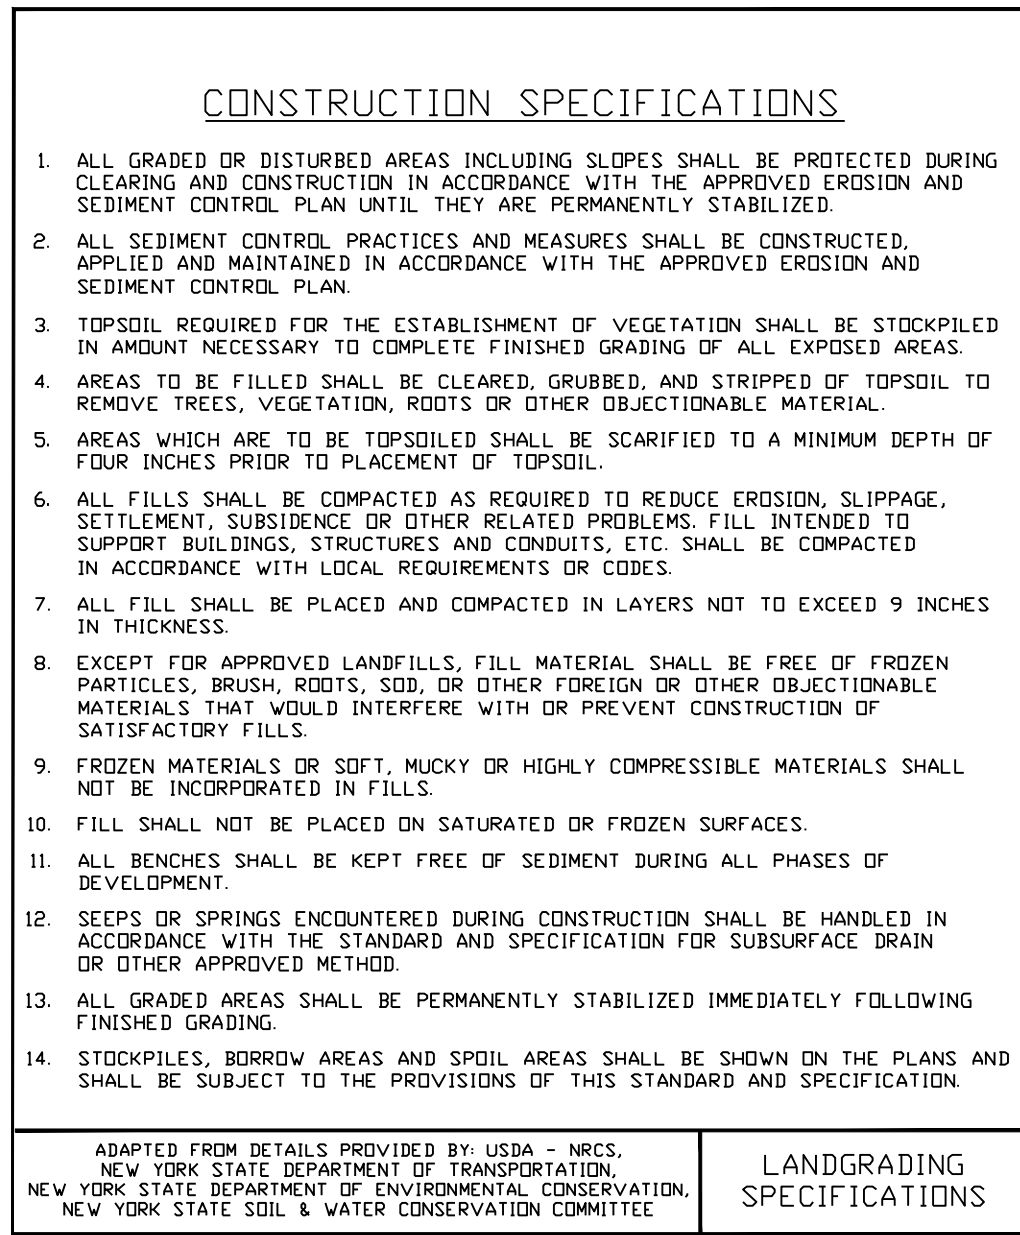 CONSTRUCTION SPECIFICATIONS
1. ALL GRADED OR DISTURBED AREAS INCLUDING SLOPES SHALL BE PROTECTED DURING
CLEARING AND CONSTRUCTION IN ACCORDANCE WITH THE APPROVED EROSION AND
SEDIMENT CONTROL PLAN UNTIL THEY ARE PERMANENTLY STABILIZED.
2. ALL SEDIMENT CONTROL PRACTICES AND MEASURES SHALL BE CONSTRUCTED,
APPLIED AND MAINTAINED IN ACCORDANCE WITH THE APPROVED EROSION AND
SEDIMENT CONTROL PLAN.
3. TOPSOIL REQUIRED FOR THE ESTABLISHMENT OF VEGETATION SHALL BE STOCKPILED
IN AMOUNT NECESSARY TO COMPLETE FINISHED GRADING OF ALL EXPOSED AREAS.
4. AREAS TO BE FILLED SHALL BE CLEARED, GRUBBED, AND STRIPPED OF TOPSOIL TO
REMOVE TREES, VEGETATION, ROOTS OR OTHER OBJECTIONABLE MATERIAL.
5. AREAS WHICH ARE TO BE TOPSOILED SHALL BE SCARIFIED TO A MINIMUM DEPTH OF
FOUR INCHES PRIOR TO PLACEMENT OF TOPSOIL.
6. ALL FILLS SHALL BE COMPACTED AS REQUIRED TO REDUCE EROSION, SLIPPAGE,
SETTLEMENT, SUBSIDENCE OR OTHER RELATED PROBLEMS. FILL INTENDED TO
SUPPORT BUILDINGS, STRUCTURES AND CONDUITS, ETC. SHALL BE COMPACTED
IN ACCORDANCE WITH LOCAL REQUIREMENTS OR CODES.
7. ALL FILL SHALL BE PLACED AND COMPACTED IN LAYERS NOT TO EXCEED 9 INCHES
IN THICKNESS.
8. EXCEPT FOR APPROVED LANDFILLS, FILL MATERIAL SHALL BE FREE OF FROZEN
PARTICLES, BRUSH, ROOTS, SOD, OR OTHER FOREIGN OR OTHER OBJECTIONABLE
MATERIALS THAT WOULD INTERFERE WITH OR PREVENT CONSTRUCTION OF
SATISFACTORY FILLS.
9. FROZEN MATERIALS OR SOFT, MUCKY OR HIGHLY COMPRESSIBLE MATERIALS SHALL
NOT BE INCORPORATED IN FILLS.
10. FILL SHALL NOT BE PLACED ON SATURATED OR FROZEN SURFACES.
11. ALL BENCHES SHALL BE KEPT FREE OF SEDIMENT DURING ALL PHASES OF
DEVELOPMENT.
12. SEEPS OR SPRINGS ENCOUNTERED DURING CONSTRUCTION SHALL BE HANDLED IN
ACCORDANCE WITH THE STANDARD AND SPECIFICATION FOR SUBSURFACE DRAIN
OR OTHER APPROVED METHOD.
13. ALL GRADED AREAS SHALL BE PERMANENTLY STABILIZED IMMEDIATELY FOLLOWING
FINISHED GRADING.
14. STOCKPILES, BORROW AREAS AND SPOIL AREAS SHALL BE SHOWN ON THE PLANS AND
SHALL BE SUBJECT TO THE PROVISIONS OF THIS STANDARD AND SPECIFICATION.
ADAPTED FROM DETAILS PROVIDED BY: USDA - NRCS,
NEW YORK STATE DEPARTMENT OF TRANSPORTATION,
NEW YORK STATE DEPARTMENT OF ENVIRONMENTAL CONSERVATION,
NEW YORK STATE SOIL & WATER CONSERVATION COMMITTEE
LANDGRADING
SPECIFICATIONS